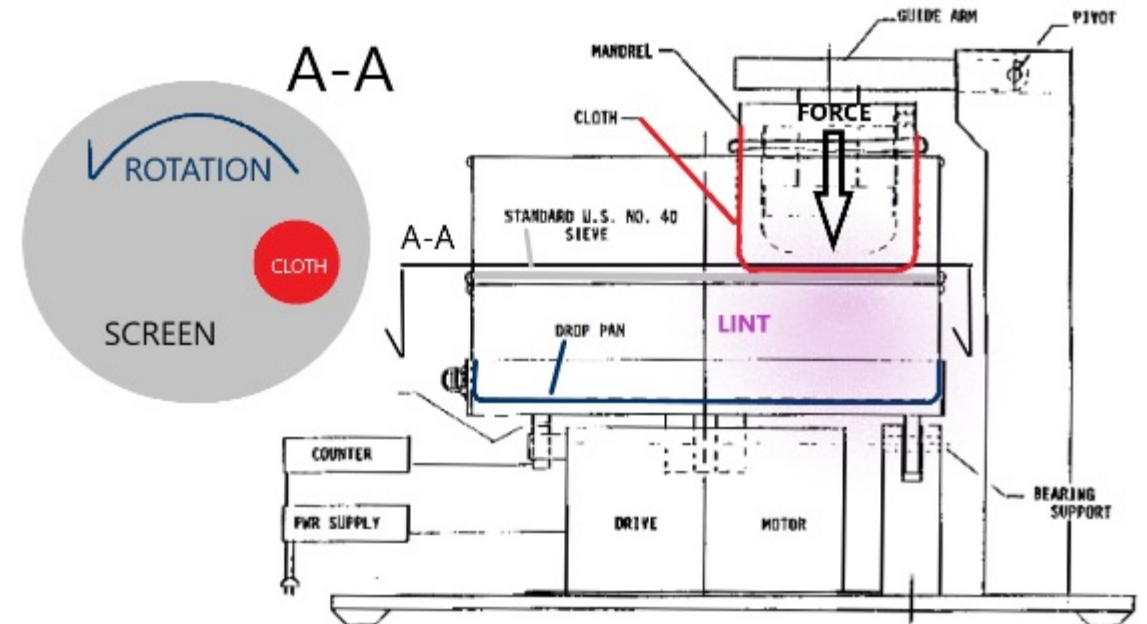 A-A
ROTATION
CLOTH
SCREEN
GUIDE ARM
PIVOT
MANDREL
CLOTH
FORCE
STANDARD U.S. NO. 40
SIEVE
A-A
LINT
DROP PAN
COUNTER
PWR SUPPLY
DRIVE
MOTOR
BEARING
SUPPORT